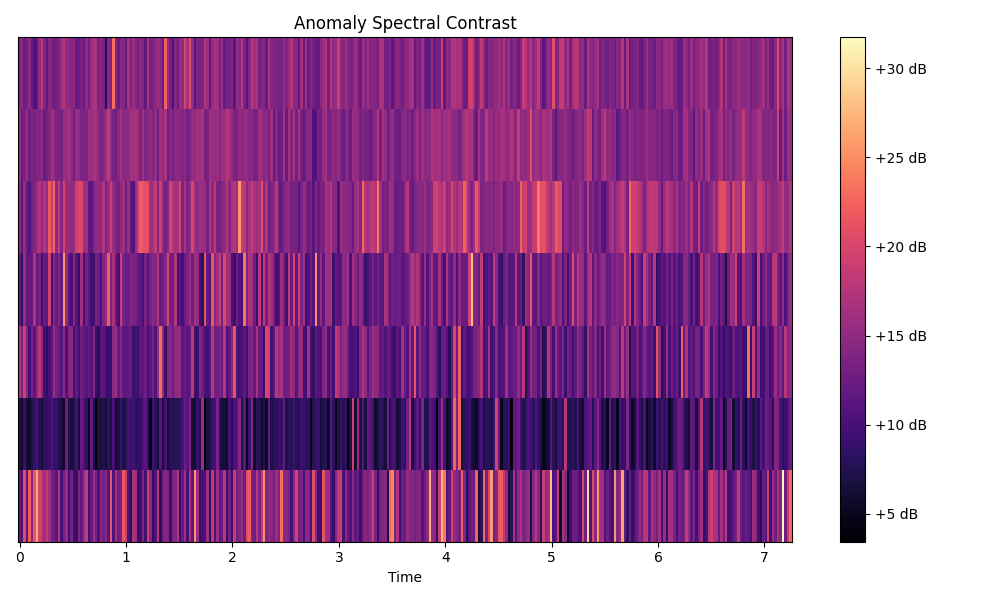 Anomaly Spectral Contrast
+30 dB
+25 dB
+20 dB
+15 dB
+10 dB
+5 dB
0 1 2 3 4 5 6 7
Time